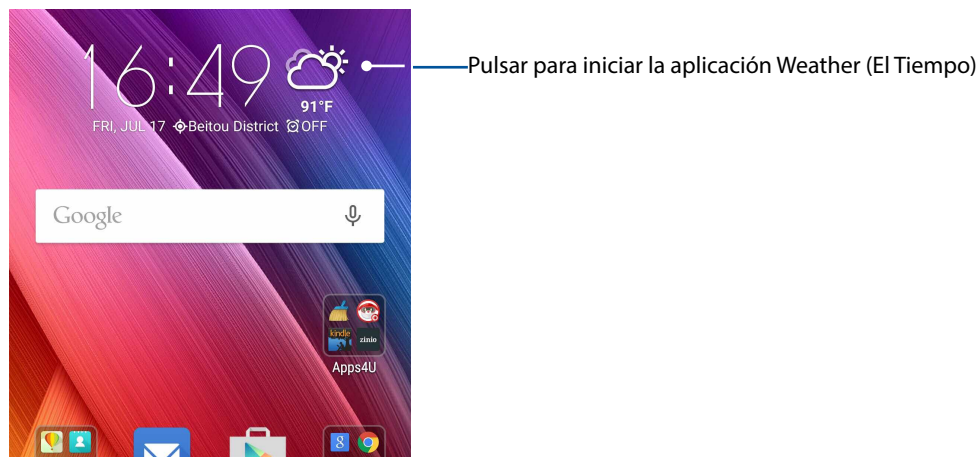 16:49
91°F
FRI, JUL 17 Beitou District OFF
Pulsar para iniciar la aplicación Weather (El Tiempo)
Google
kindle
zinio
Apps4U
8